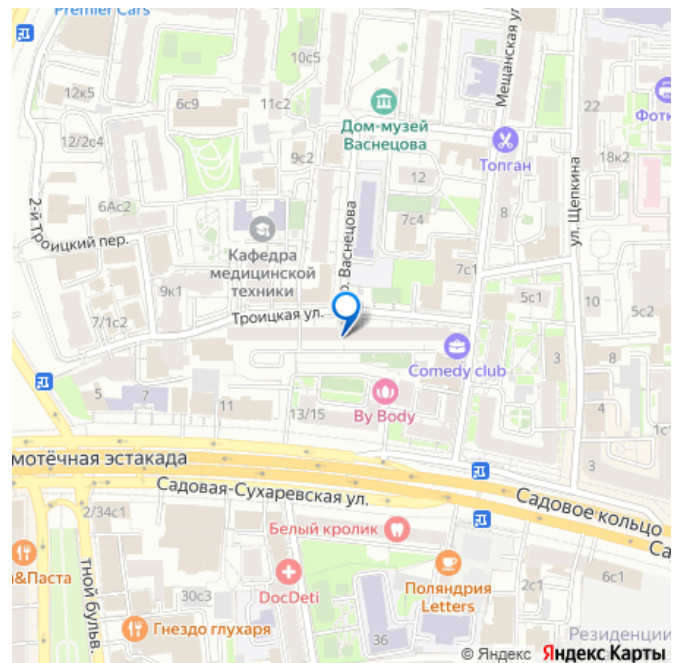 Premier Cars
10с5
12к5
6с9
11с2
Дом-музей
Васнецова
Мещанская ул
22
Фотк
Топган
12/2с4
9с2
18к2
12
2-й Троицкий пер.
6Ас2
8
7с4
р. Васнецова
ул. Щепкина
Кафедра
медицинской
техники
7с1
9к1
5с1
10
5с2
7/1с2
Троицкая ул.
Comedy club
3
8
5
7
11
13/15
By Body
4
1с
мотёчная эстакада
3
Садовая-Сухаревская ул.
Садовое кольцо
Са
2/34с1
Белый кролик
и&Паста
тной бульв.
DocDeti
Поляндрия
Letters
2с1
6с1
30с3
Гнездо глухаря
36
Резиденции
© Яндекс Яндекс Карты